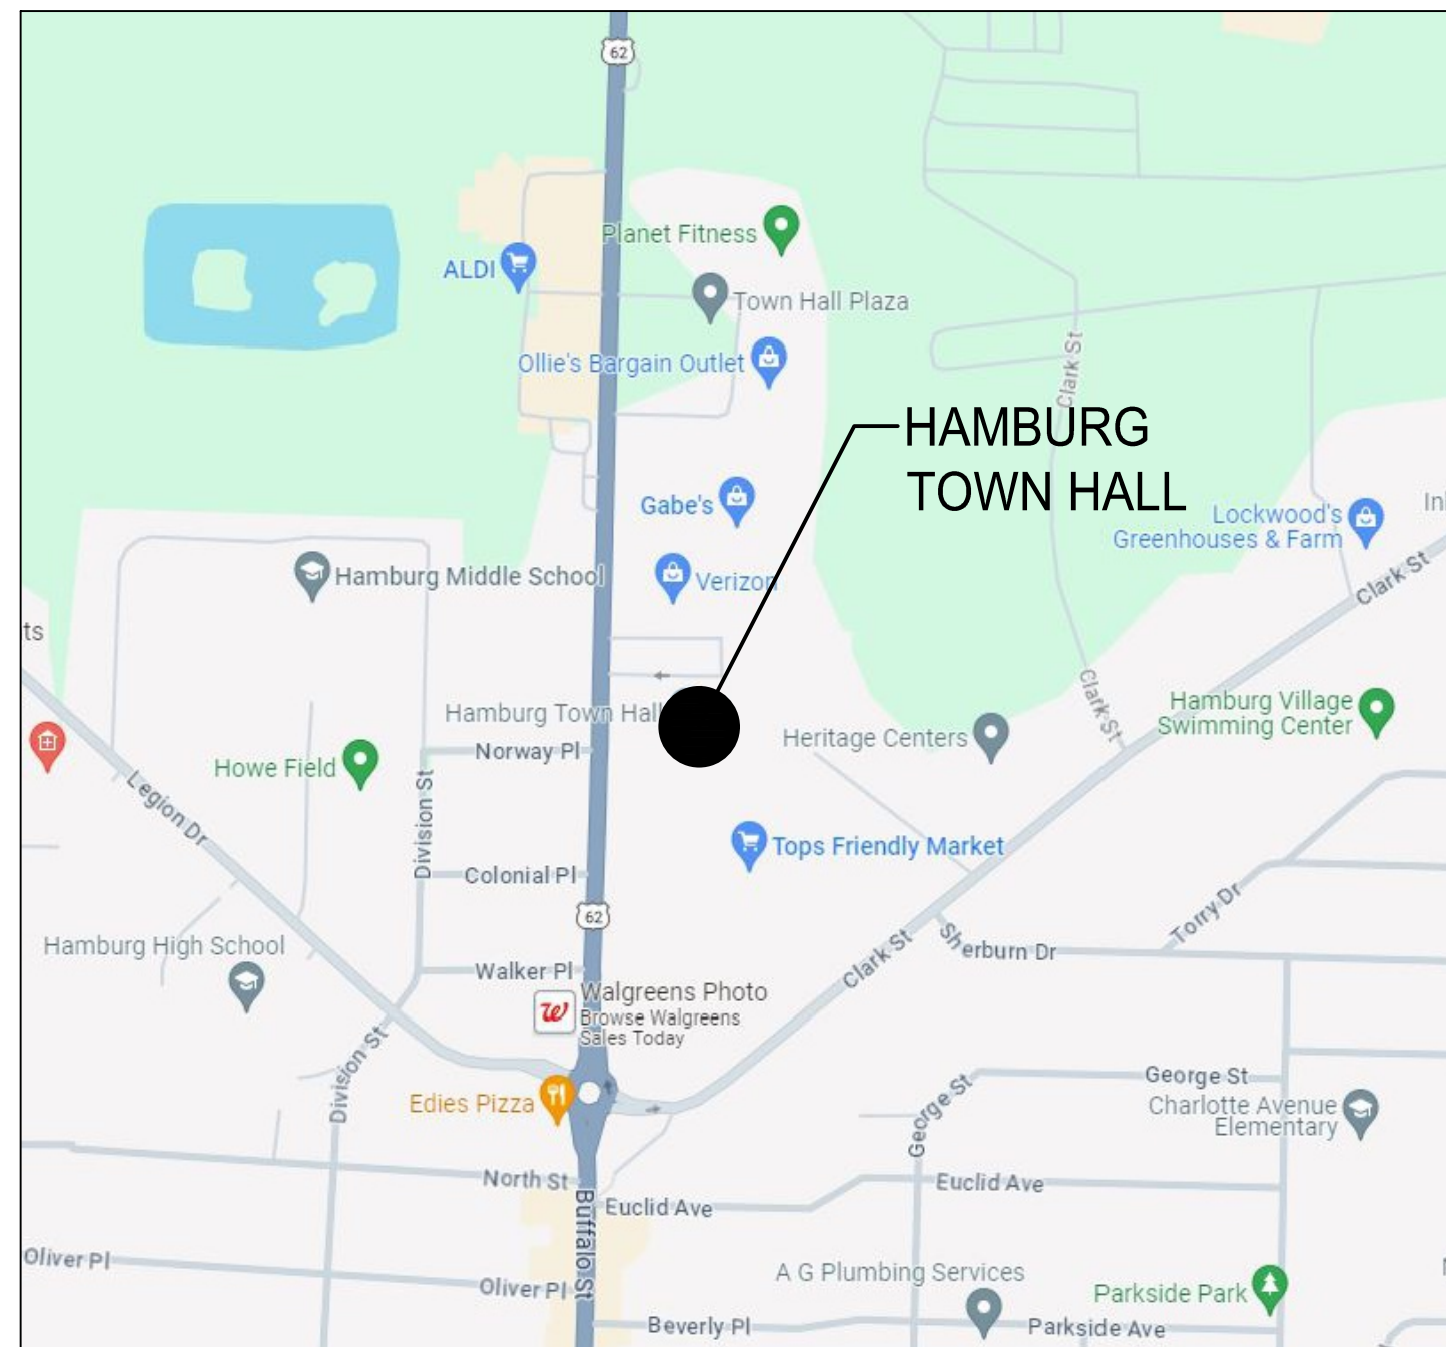 62
Planet Fitness
ALDI
Town Hall Plaza
Clark St
Ollie's Bargain Outlet
HAMBURG
TOWN HALL
Gabe's
Lockwood's
Greenhouses & Farm
Clark St
Hamburg Middle School
Verizon
ts
Clark St
Hamburg Village
Swimming Center
Hamburg Town Hall
Heritage Centers
Norway Pl
Howe Field
Legion Dr
Division St
Tops Friendly Market
Colonial Pl
62
Torry Dr
Hamburg High School
Clark St
Sherburn Dr
Walker Pl
Walgreens Photo
Browse Walgreens
Sales Today
Division St
George St
George St
Edies Pizza
Charlotte Avenue
Elementary
North St
Euclid Ave
Euclid Ave
Buffalo St
Oliver Pl
Oliver Pl
A G Plumbing Services
Parkside Park
Beverly Pl
Parkside Ave